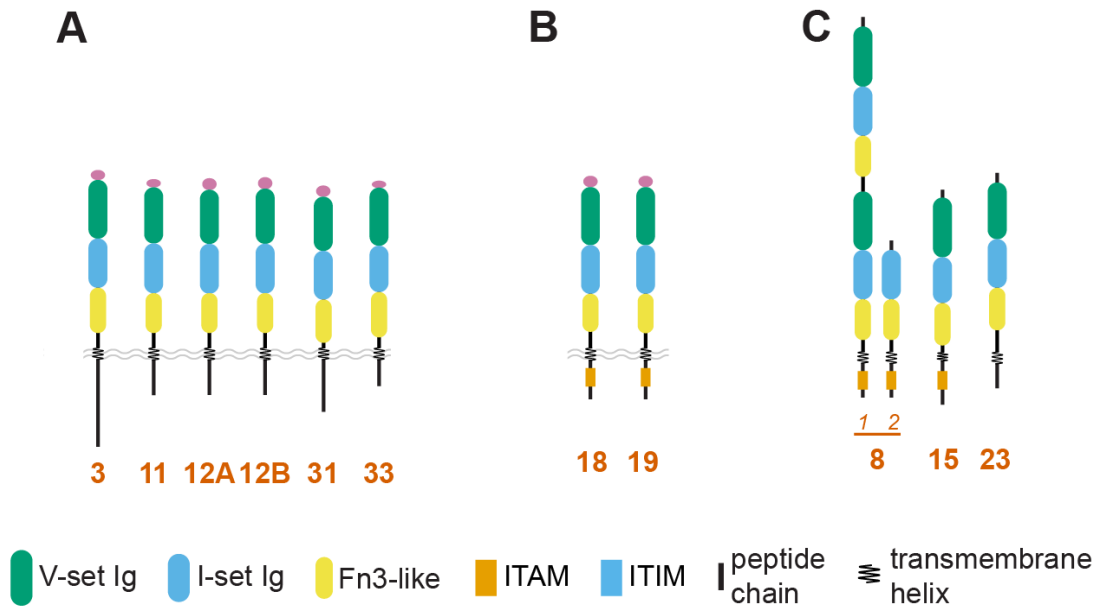 A
B
C
1 2
3 11 12A 12B 31 33
18 19
8 15 23
V-set Ig
I-set Ig
Fn3-like
ITAM
ITIM
peptide
chain
transmembrane
helix